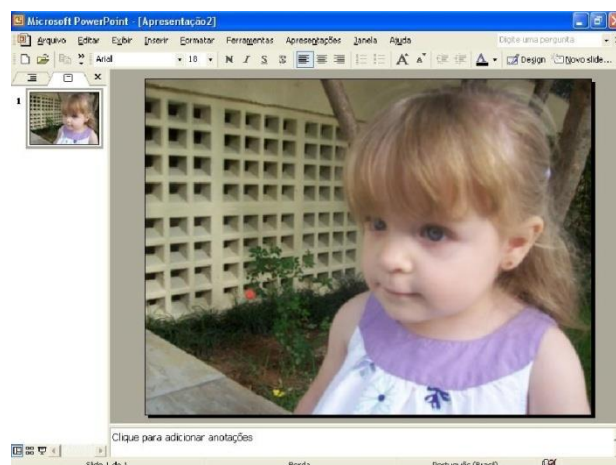 Microsoft PowerPoint - [Apresentação2]
Arquivo Editar Exibir Inserir Formatar Ferramentas Apresentações Janela Ajuda Digite uma pergunta
Arial 18 N I S S A A A Design Novo slide...
1
Clique para adicionar anotações
Slide 1 de 1 Borda Português (Brasil)